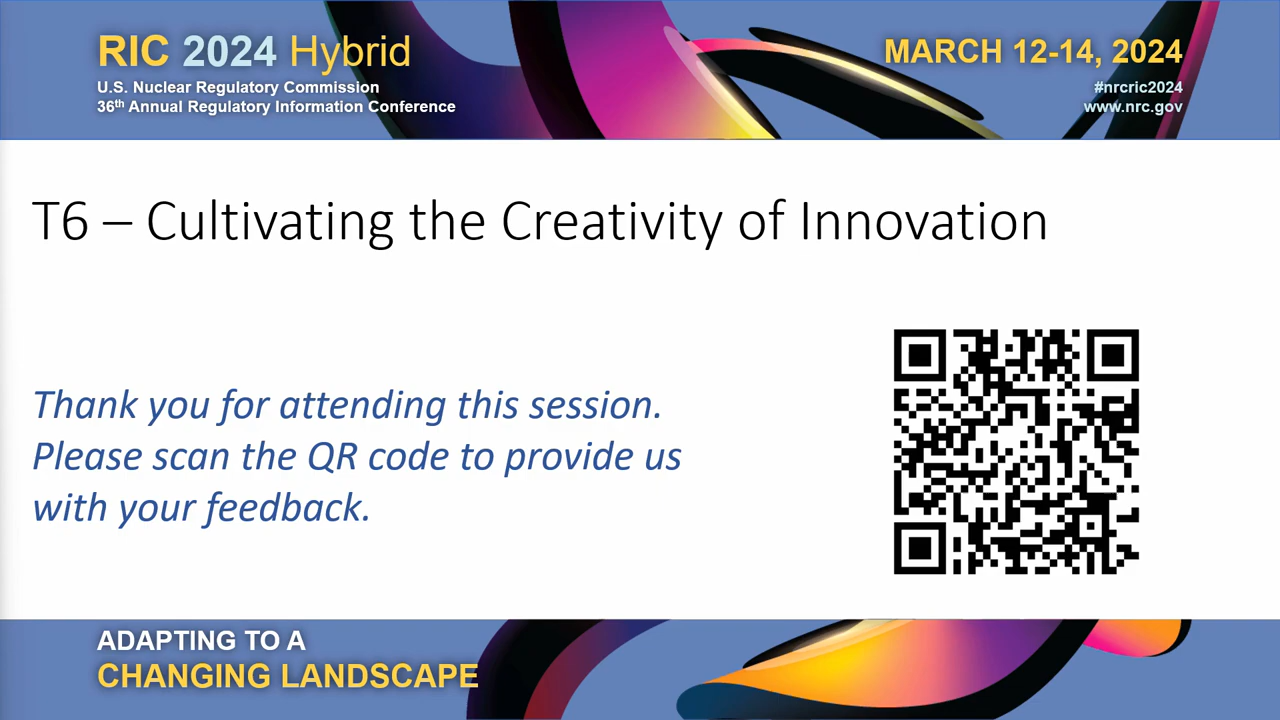 RIC 2024 Hybrid
U.S. Nuclear Regulatory Commission
36th Annual Regulatory Information Conference
MARCH 12-14, 2024
#nrcric2024
www.nrc.gov
T6 – Cultivating the Creativity of Innovation
Thank you for attending this session.
Please scan the QR code to provide us
with your feedback.
ADAPTING TO A
CHANGING LANDSCAPE